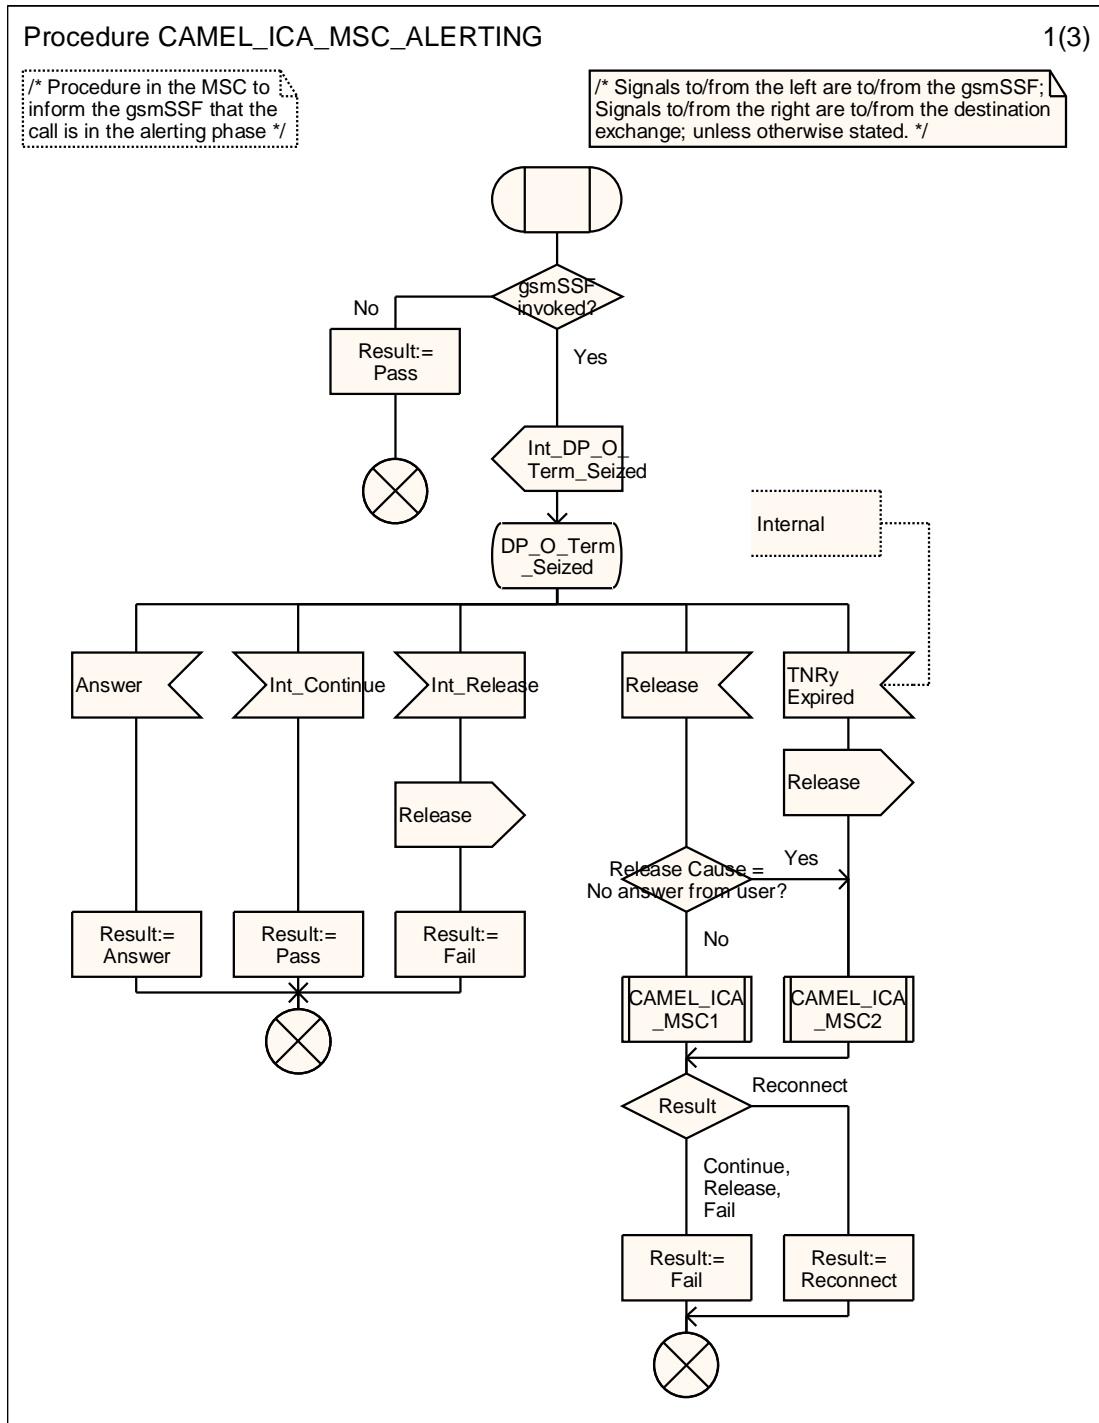 Procedure CAMEL_ICA_MSC_ALERTING
1(3)
/* Procedure in the MSC to
inform the gsmSSF that the
call is in the alerting phase */
/* Signals to/from the left are to/from the gsmSSF;
Signals to/from the right are to/from the destination
exchange; unless otherwise stated. */
gsmSSF
invoked?
No
Yes
Result:=
Pass
Int_DP_O_
Term_Seized
Internal
DP_O_Term
_Seized
Answer
Int_Continue
Int_Release
Release
TNRy
Expired
Release
Release
Release Cause =
No answer from user?
Yes
No
Result:=
Answer
Result:=
Pass
Result:=
Fail
CAMEL_ICA
_MSC1
CAMEL_ICA
_MSC2
Result
Reconnect
Continue,
Release,
Fail
Result:=
Fail
Result:=
Reconnect